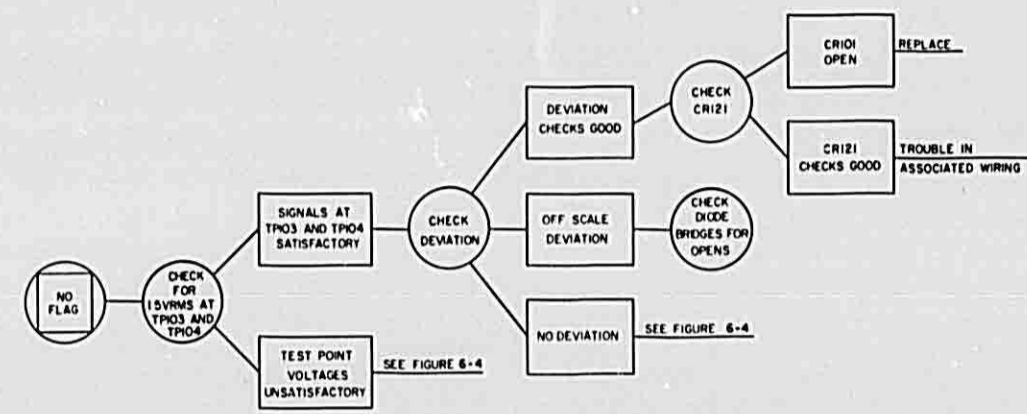 NO
FLAG
CHECK
FOR
1.5VRMS AT
TP103 AND
TP104
SIGNALS AT
TP103 AND TP104
SATISFACTORY
TEST POINT
VOLTAGES
UNSATISFACTORY
SEE FIGURE 6-4
CHECK
DEVIATION
DEVIATION
CHECKS GOOD
OFF SCALE
DEVIATION
NO DEVIATION
SEE FIGURE 6-4
CHECK
CR121
CHECK
DIODE
BRIDGES FOR
OPENS
CR101
OPEN
REPLACE
CR121
CHECKS GOOD
TROUBLE IN
ASSOCIATED WIRING